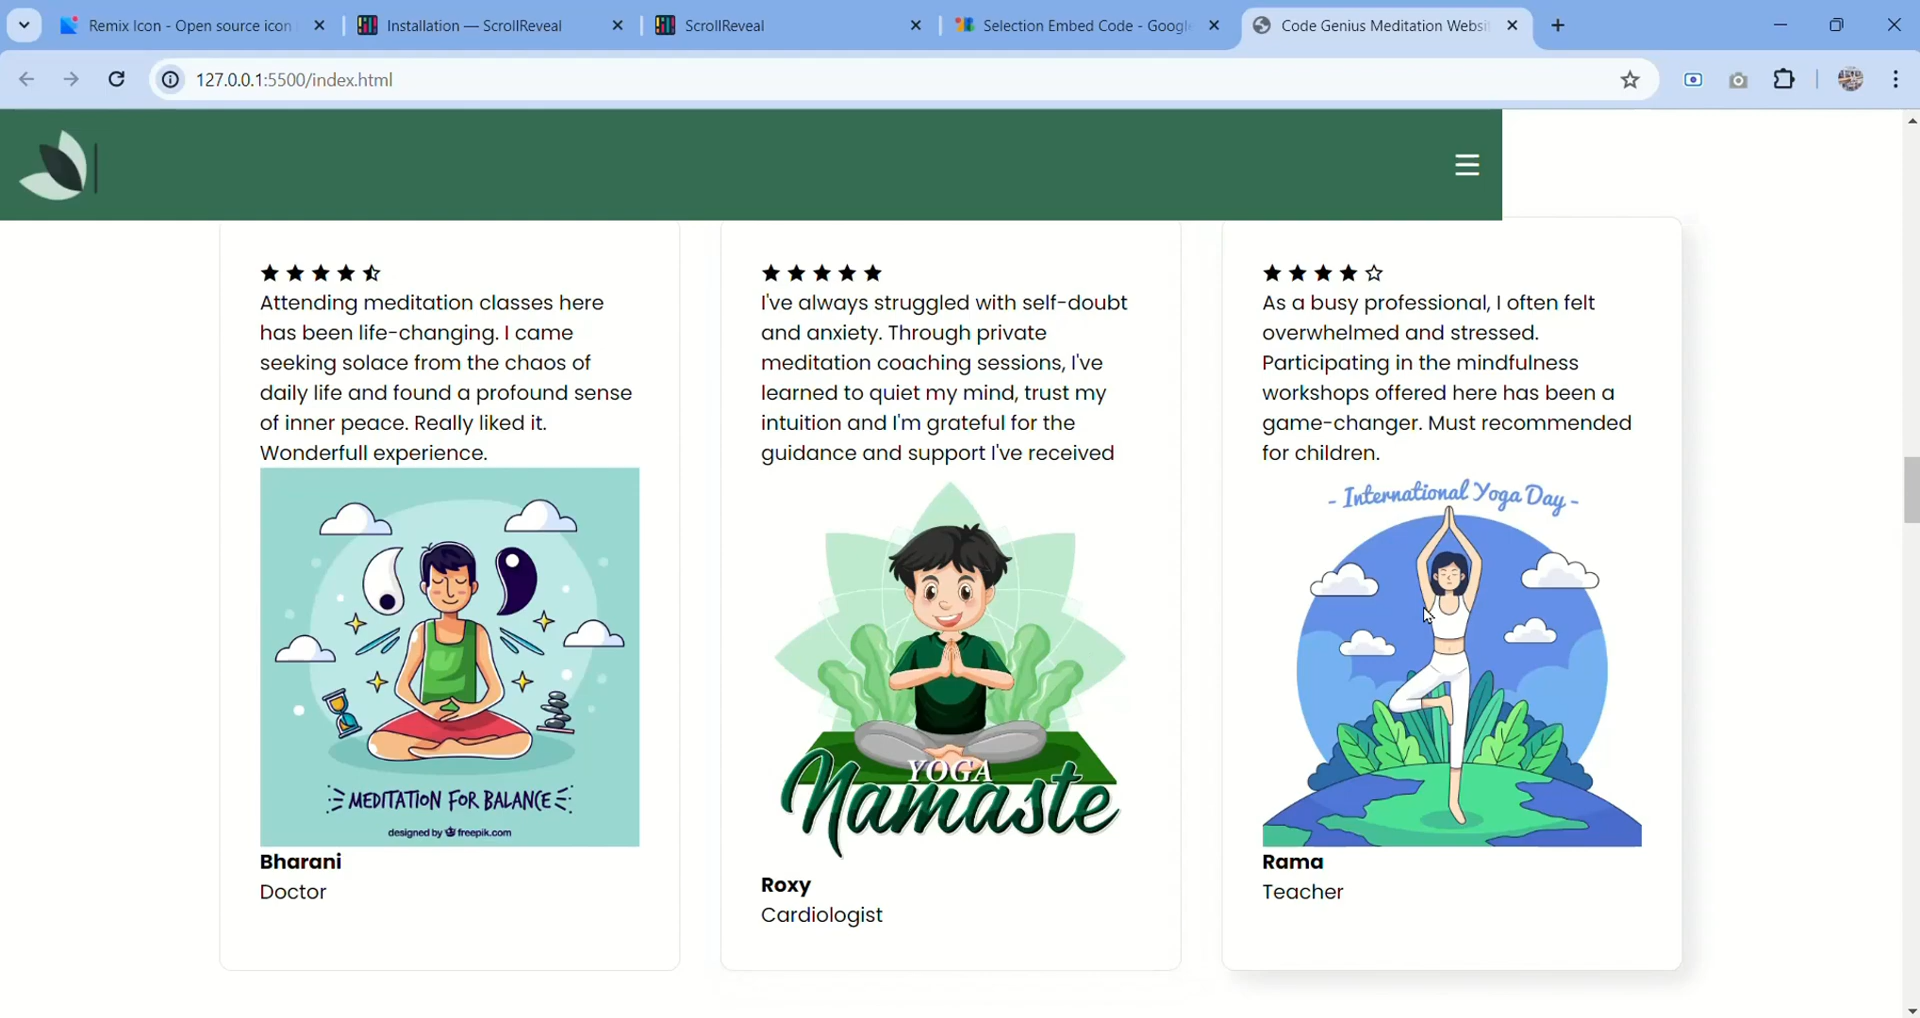 Remix Icon - Open source icon
Installation — ScrollReveal
ScrollReveal
Selection Embed Code - Google
Code Genius Meditation Websi
127.0.0.1:5500/index.html
Attending meditation classes here
has been life-changing. I came
seeking solace from the chaos of
daily life and found a profound sense
of inner peace. Really liked it.
Wonderfull experience.
MEDITATION FOR BALANCE
designed by freepik.com
Bharani
Doctor
I've always struggled with self-doubt
and anxiety. Through private
meditation coaching sessions, I've
learned to quiet my mind, trust my
intuition and I'm grateful for the
guidance and support I've received
YOGA
Namaste
Roxy
Cardiologist
As a busy professional, I often felt
overwhelmed and stressed.
Participating in the mindfulness
workshops offered here has been a
game-changer. Must recommended
for children.
- International Yoga Day -
Rama
Teacher